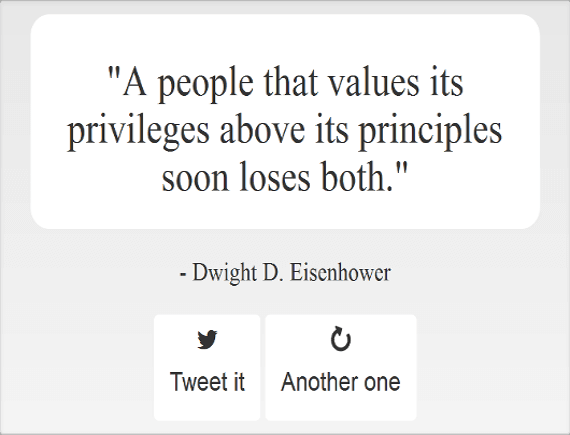 "A people that values its
privileges above its principles
soon loses both."
- Dwight D. Eisenhower
Tweet it
Another one